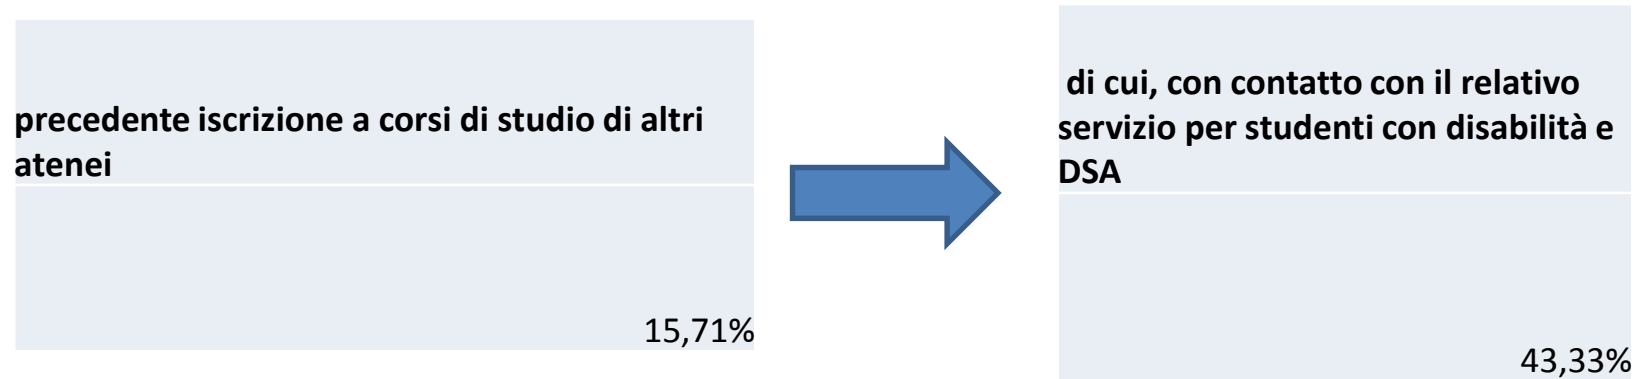 precedente iscrizione a corsi di studio di altri
atenei
15,71%
di cui, con contatto con il relativo
servizio per studenti con disabilità e
DSA
43,33%